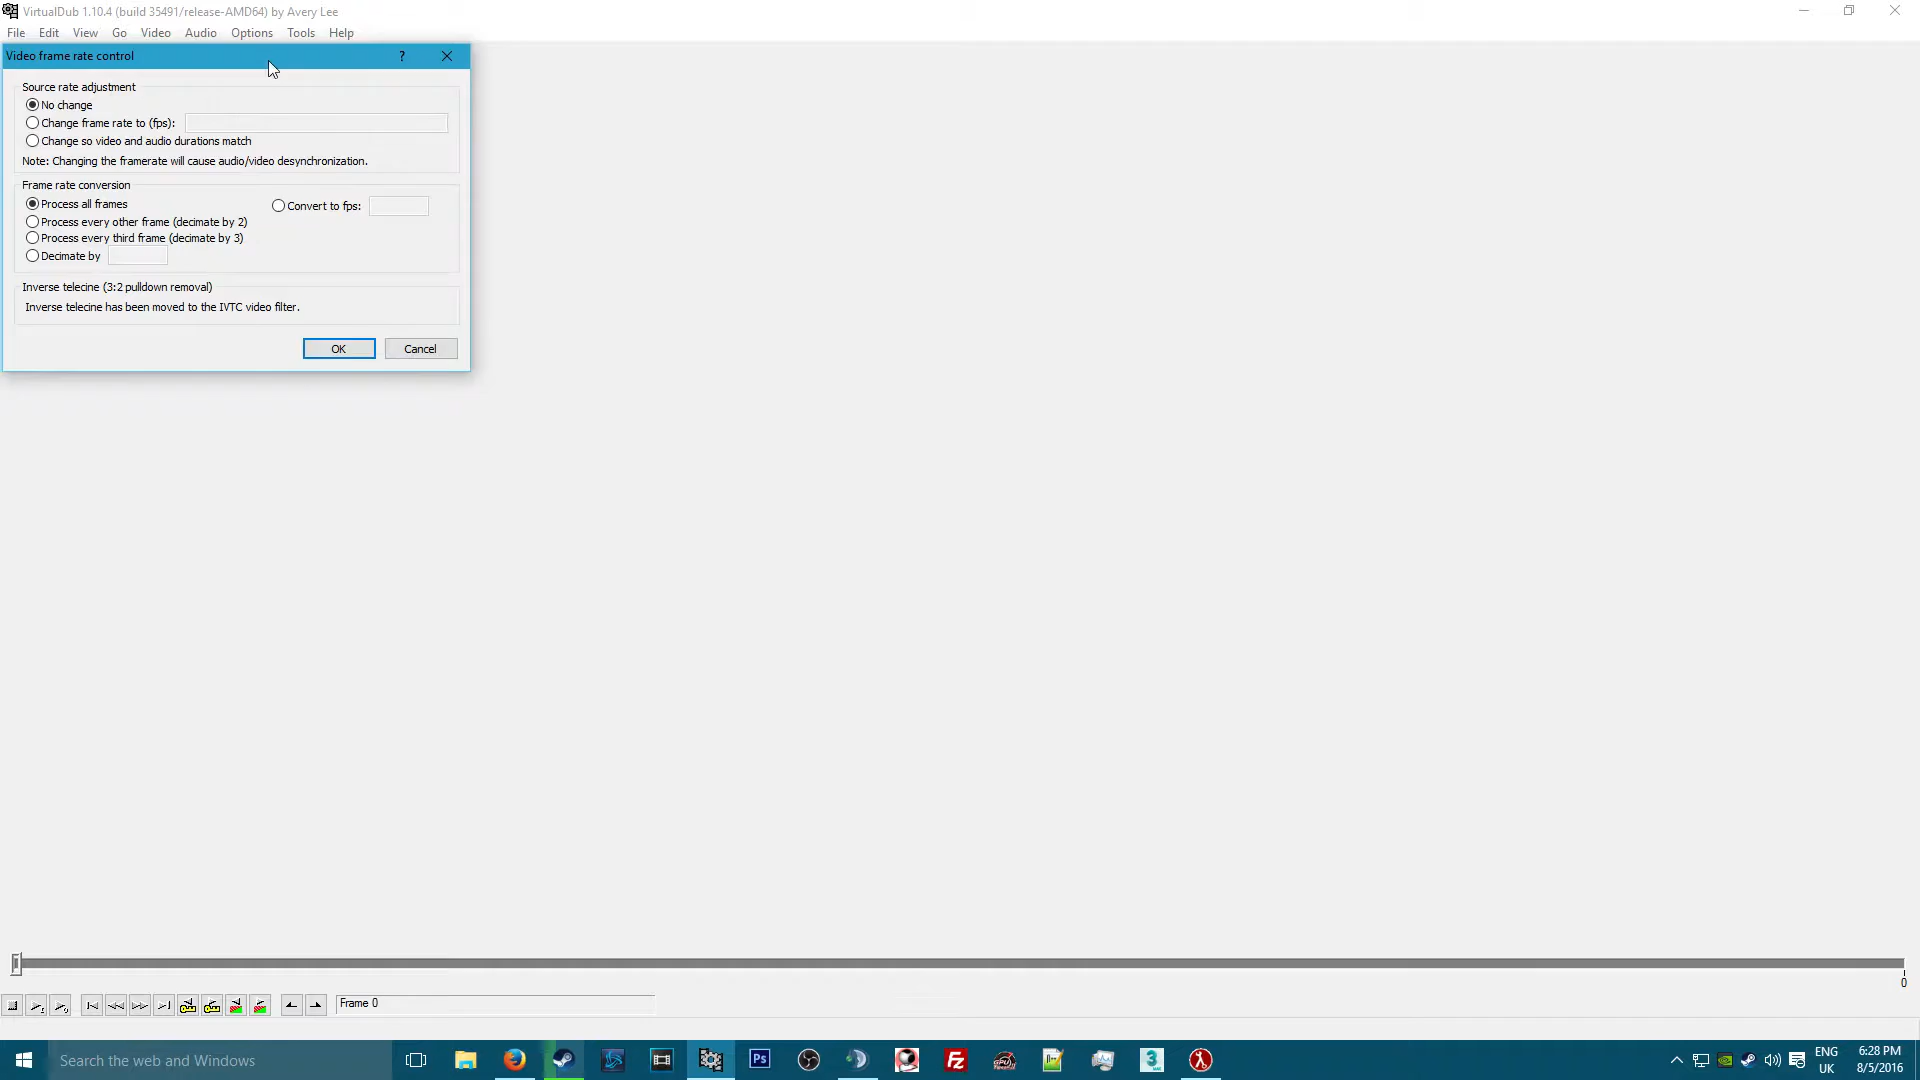 VirtualDub 1.10.4 (build 35491/release-AMD64) by Avery Lee
File Edit View Go Video Audio Options Tools Help
Video frame rate control ?
Source rate adjustment
No change
Change frame rate to (fps):
Change so video and audio durations match
Note: Changing the framerate will cause audio/video desynchronization.
Frame rate conversion
Process all frames
Convert to fps:
Process every other frame (decimate by 2)
Process every third frame (decimate by 3)
Decimate by
Inverse telecine (3:2 pulldown removal)
Inverse telecine has been moved to the IVTC video filter.
OK Cancel
0
Frame 0
Search the web and Windows
Ps
Fz
3
ENG
UK
6:28 PM
8/5/2016